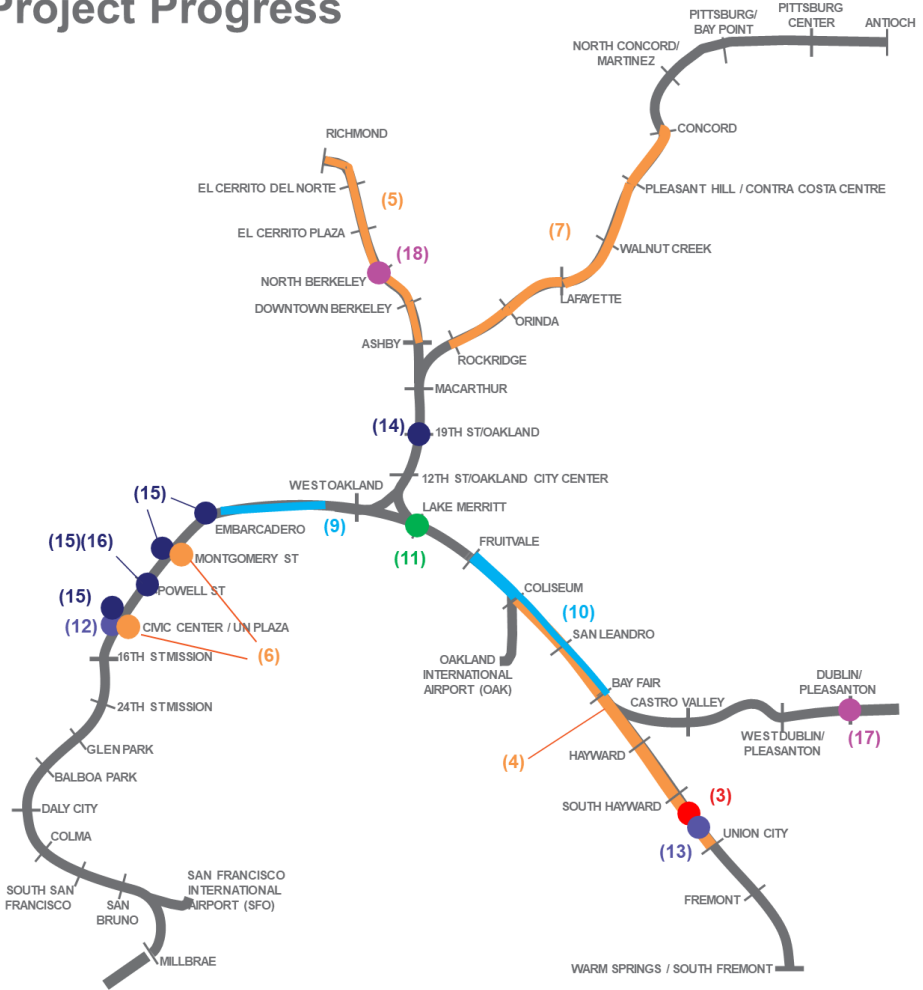 Project Progress
PITTSBURG/
BAY POINT
PITTSBURG
CENTER
ANTIOCH
NORTH CONCORD/
MARTINEZ
CONCORD
RICHMOND
EL CERRITO DEL NORTE
(5)
PLEASANT HILL / CONTRA COSTA CENTRE
EL CERRITO PLAZA
(7)
WALNUT CREEK
(18)
NORTH BERKELEY
LAFAYETTE
DOWNTOWN BERKELEY
ORINDA
ASHBY
ROCKRIDGE
MACARTHUR
(14)
19TH ST/OAKLAND
12TH ST/OAKLAND CITY CENTER
WEST OAKLAND
(15)
LAKE MERRITT
EMBARCADERO
(9)
(15)(16)
MONTGOMERY ST
(11)
FRUITVALE
POWELL ST
COLISEUM
(15)
(12)
CIVIC CENTER / UN PLAZA
(10)
SAN LEANDRO
16TH ST MISSION
(6)
OAKLAND
INTERNATIONAL
AIRPORT (OAK)
BAY FAIR
DUBLIN/
PLEASANTON
CASTRO VALLEY
24TH ST MISSION
WEST DUBLIN/
PLEASANTON
(17)
GLEN PARK
(4)
HAYWARD
BALBOA PARK
SOUTH HAYWARD
(3)
DALY CITY
COLMA
(13)
UNION CITY
SOUTH SAN
FRANCISCO
SAN
BRUNO
SAN FRANCISCO
INTERNATIONAL
AIRPORT (SFO)
FREMONT
MILLBRAE
WARM SPRINGS / SOUTH FREMONT